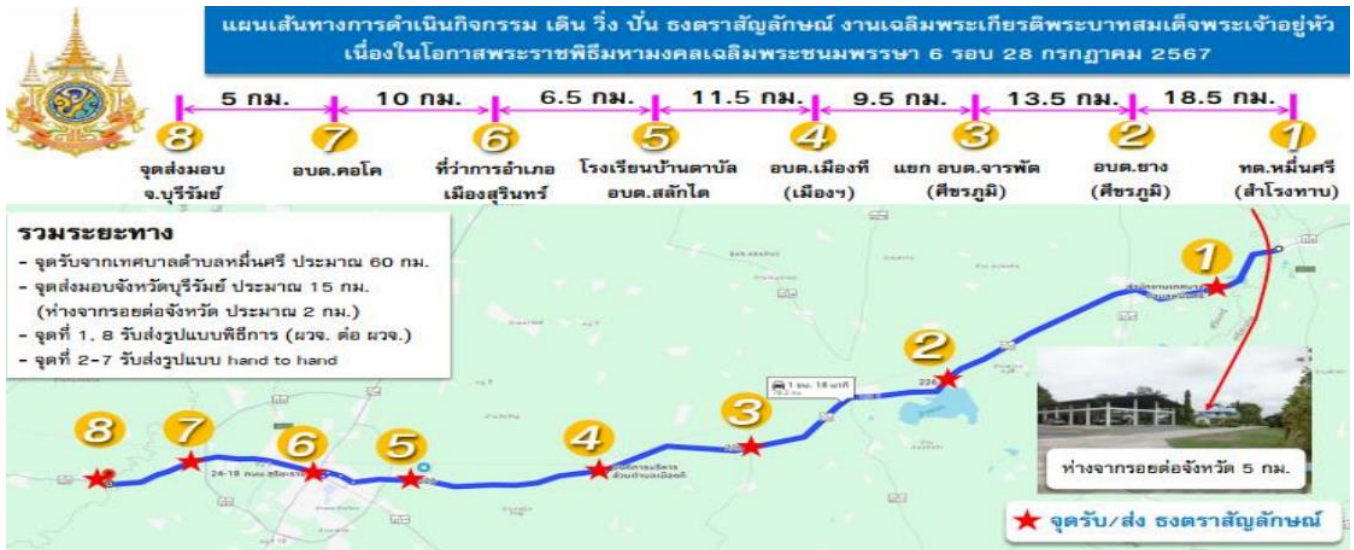 แผนเส้นทางการดำเนินกิจกรรม เดิน วิ่ง ปั่น ธงตราสัญลักษณ์ งานเฉลิมพระเกียรติพระบาทสมเด็จพระเจ้าอยู่หัว
เนื่องในโอกาสพระราชพิธีมหามงคลเฉลิมพระชนมพรรษา 6 รอบ 28 กรกฎาคม 2567
5 กม. 10 กม. 6.5 กม. 11.5 กม. 9.5 กม. 13.5 กม. 18.5 กม.
8 7 6 5 4 3 2 1
จุดส่งมอบ อบต.คอโค ที่ว่าการอำเภอ โรงเรียนบ้านตาบัล อบต.เมืองที แยก อบต.จารพัต อบต.ยาง ทต.หมื่นศรี
จ.บุรีรัมย์ เมืองสุรินทร์ อบต.สลักได (เมืองฯ) (ศีขรภูมิ) (ศีขรภูมิ) (สำโรงทาบ)
รวมระยะทาง
- จุดรับจากเทศบาลตำบลหมื่นศรี ประมาณ 60 กม.
- จุดส่งมอบจังหวัดบุรีรัมย์ ประมาณ 15 กม.
(ห่างจากรอยต่อจังหวัด ประมาณ 2 กม.)
- จุดที่ 1, 8 รับส่งรูปแบบพิธีการ (ผวจ. ต่อ ผวจ.)
- จุดที่ 2-7 รับส่งรูปแบบ hand to hand
1
2
226
1 ชม. 18 นาที
3
4
5
6
7
8
ห่างจากรอยต่อจังหวัด 5 กม.
จุดรับ/ส่ง ธงตราสัญลักษณ์